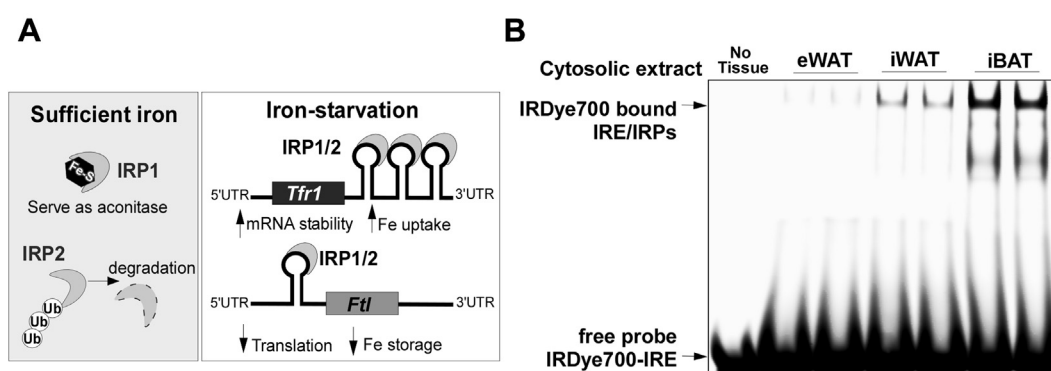 A
Sufficient iron
Fe-S
IRP1
Serve as aconitase
IRP2
degradation
Ub
Ub
Ub
Iron-starvation
IRP1/2
5'UTR
Tfr1
3'UTR
mRNA stability
Fe uptake
IRP1/2
5'UTR
Ftl
3'UTR
Translation
Fe storage
B
Cytosolic extract
No
Tissue
eWAT
iWAT
iBAT
IRDye700 bound
IRE/IRPs
free probe
IRDye700-IRE